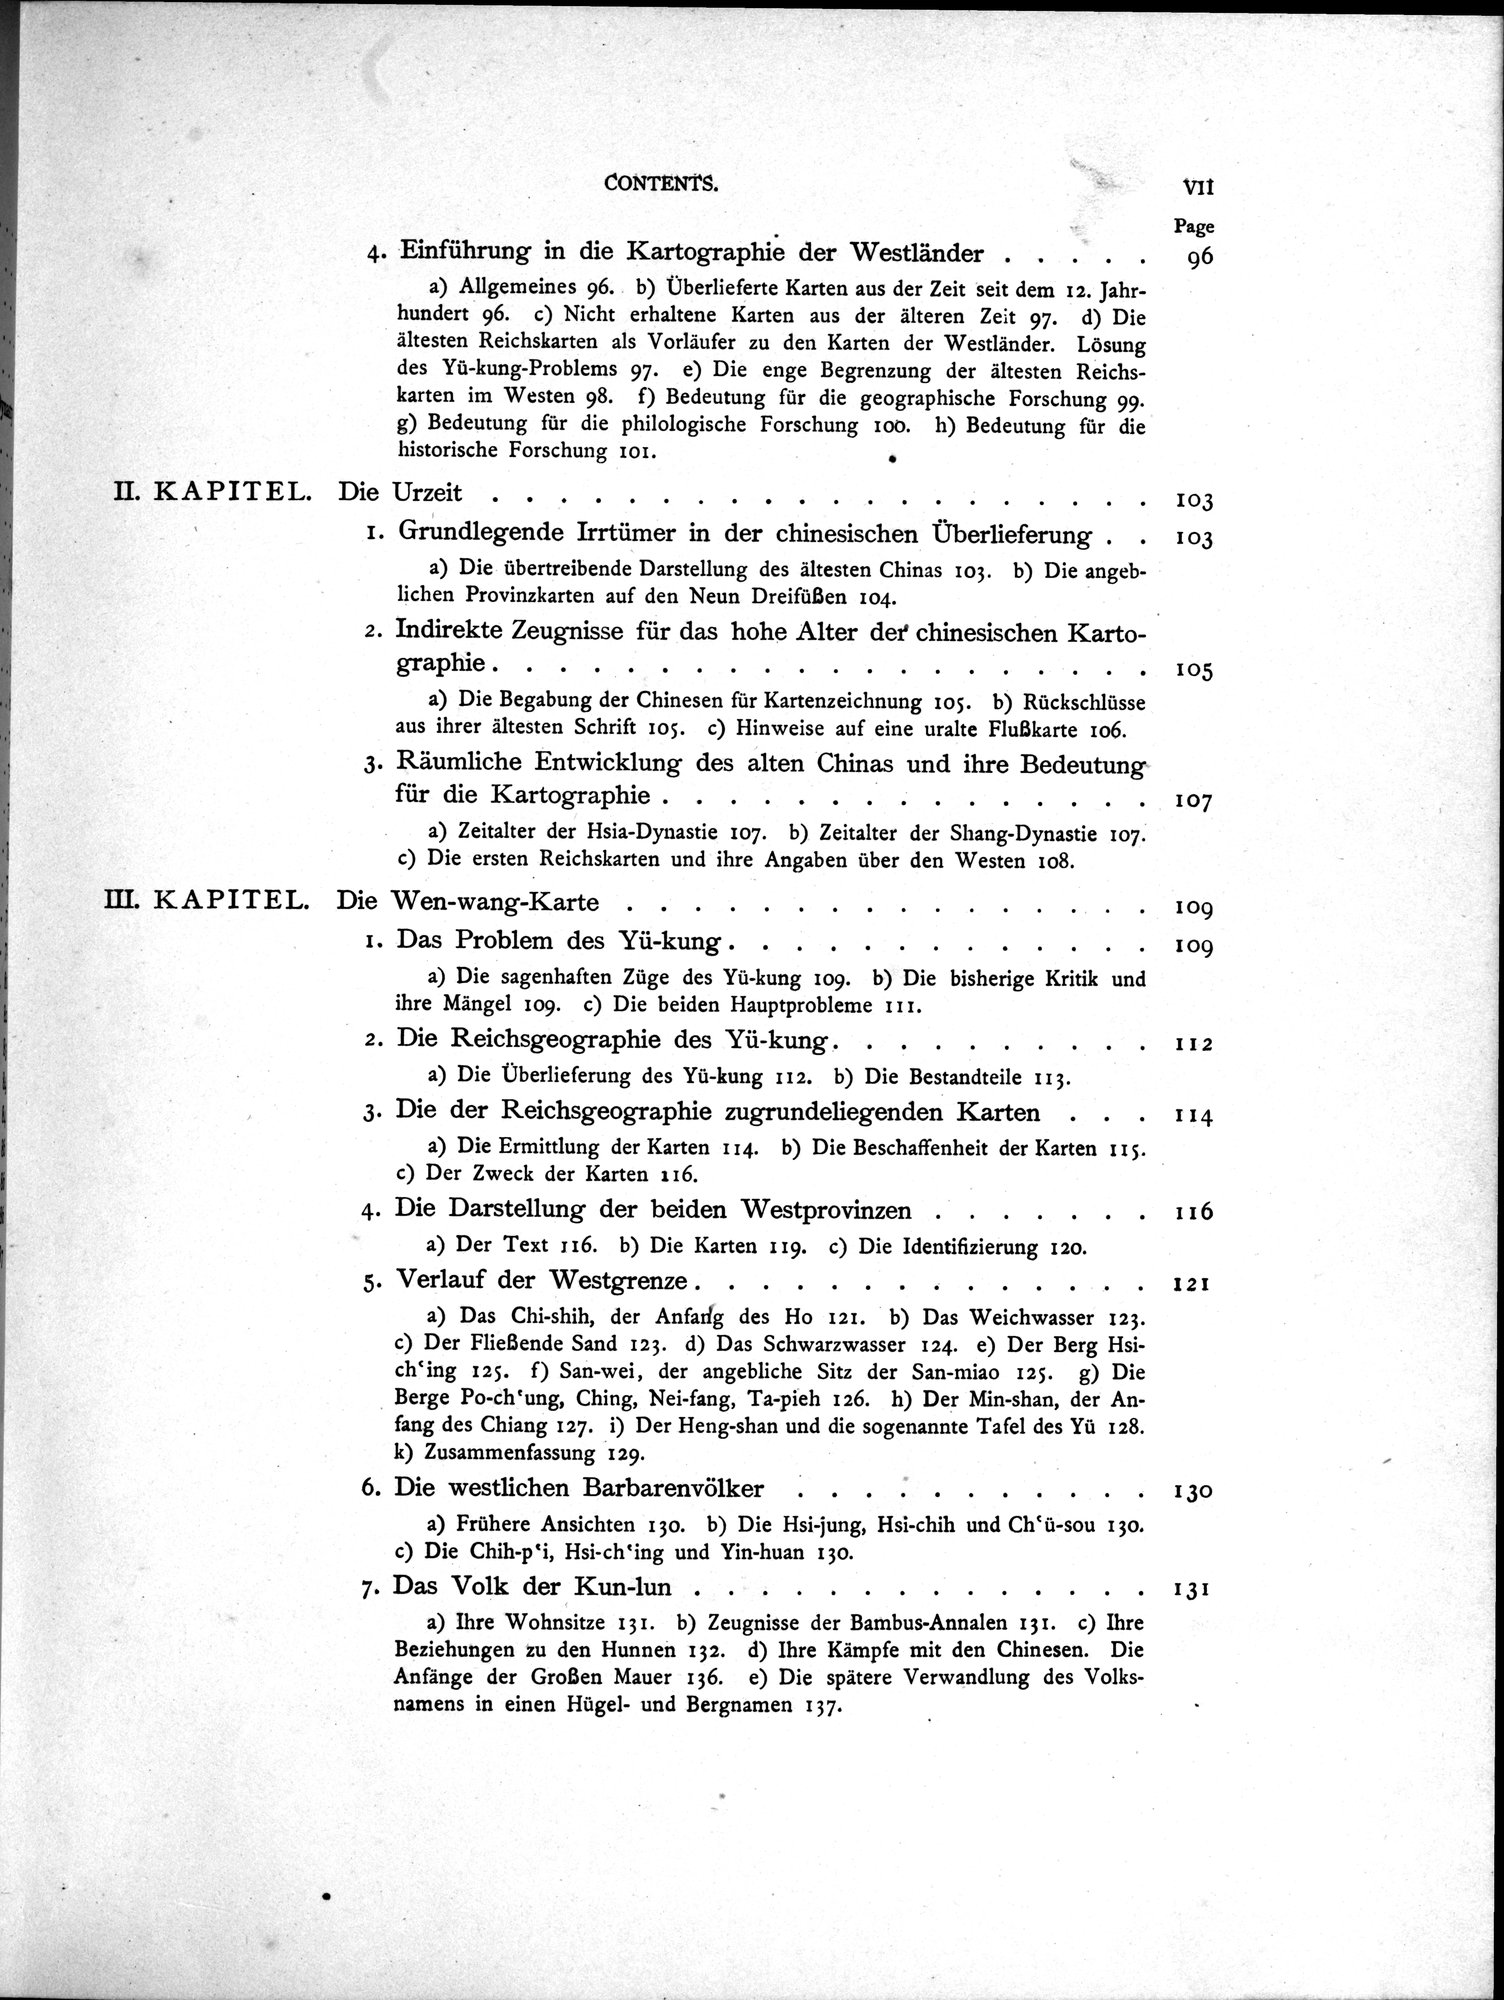 CONTENTS. VII
Page
4. Einführung in die Kartographie der Westländer . . . . . 96
a) Allgemeines 96. b) Überlieferte Karten aus der Zeit seit dem 12. Jahr-
hundert 96. c) Nicht erhaltene Karten aus der älteren Zeit 97. d) Die
ältesten Reichskarten als Vorläufer zu den Karten der Westländer. Lösung
des Yü-kung-Problems 97. e) Die enge Begrenzung der ältesten Reichs-
karten im Westen 98. f) Bedeutung für die geographische Forschung 99.
g) Bedeutung für die philologische Forschung 100. h) Bedeutung für die
historische Forschung 101.
II. KAPITEL. Die Urzeit . . . . . . . . . . . . . . . . . . . . 103
1. Grundlegende Irrtümer in der chinesischen Überlieferung . . 103
a) Die übertreibende Darstellung des ältesten Chinas 103. b) Die angeb-
lichen Provinzkarten auf den Neun Dreifüßen 104.
2. Indirekte Zeugnisse für das hohe Alter der chinesischen Karto-
graphie . . . . . . . . . . . . . . . . . . . . 105
a) Die Begabung der Chinesen für Kartenzeichnung 105. b) Rückschlüsse
aus ihrer ältesten Schrift 105. c) Hinweise auf eine uralte Flußkarte 106.
3. Räumliche Entwicklung des alten Chinas und ihre Bedeutung
für die Kartographie . . . . . . . . . . . . . . . 107
a) Zeitalter der Hsia-Dynastie 107. b) Zeitalter der Shang-Dynastie 107.
c) Die ersten Reichskarten und ihre Angaben über den Westen 108.
III. KAPITEL. Die Wen-wang-Karte . . . . . . . . . . . . . . . . 109
1. Das Problem des Yü-kung . . . . . . . . . . . . . 109
a) Die sagenhaften Züge des Yü-kung 109. b) Die bisherige Kritik und
ihre Mängel 109. c) Die beiden Hauptprobleme 111.
2. Die Reichsgeographie des Yü-kung . . . . . . . . . . 112
a) Die Überlieferung des Yü-kung 112. b) Die Bestandteile 113.
3. Die der Reichsgeographie zugrundeliegenden Karten . . . 114
a) Die Ermittlung der Karten 114. b) Die Beschaffenheit der Karten 115.
c) Der Zweck der Karten 116.
4. Die Darstellung der beiden Westprovinzen . . . . . . . 116
a) Der Text 116. b) Die Karten 119. c) Die Identifizierung 120.
5. Verlauf der Westgrenze . . . . . . . . . . . . . . 121
a) Das Chi-shih, der Anfang des Ho 121. b) Das Weichwasser 123.
c) Der Fließende Sand 123. d) Das Schwarzwasser 124. e) Der Berg Hsi-
chʻing 125. f) San-wei, der angebliche Sitz der San-miao 125. g) Die
Berge Po-chʻung, Ching, Nei-fang, Ta-pieh 126. h) Der Min-shan, der An-
fang des Chiang 127. i) Der Heng-shan und die sogenannte Tafel des Yü 128.
k) Zusammenfassung 129.
6. Die westlichen Barbarenvölker . . . . . . . . . . . 130
a) Frühere Ansichten 130. b) Die Hsi-jung, Hsi-chih und Chʻü-sou 130.
c) Die Chih-pʻi, Hsi-chʻing und Yin-huan 130.
7. Das Volk der Kun-lun . . . . . . . . . . . . . . 131
a) Ihre Wohnsitze 131. b) Zeugnisse der Bambus-Annalen 131. c) Ihre
Beziehungen zu den Hunnen 132. d) Ihre Kämpfe mit den Chinesen. Die
Anfänge der Großen Mauer 136. e) Die spätere Verwandlung des Volks-
namens in einen Hügel- und Bergnamen 137.